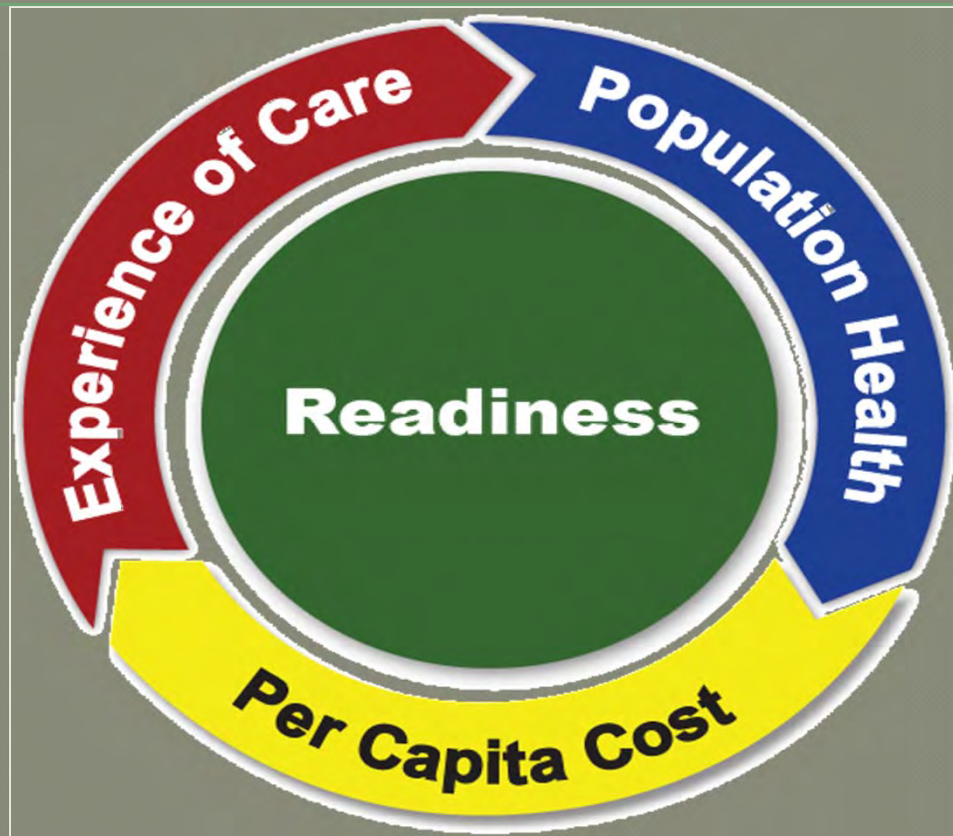 Experience of Care
Population Health
Readiness
Per Capita Cost